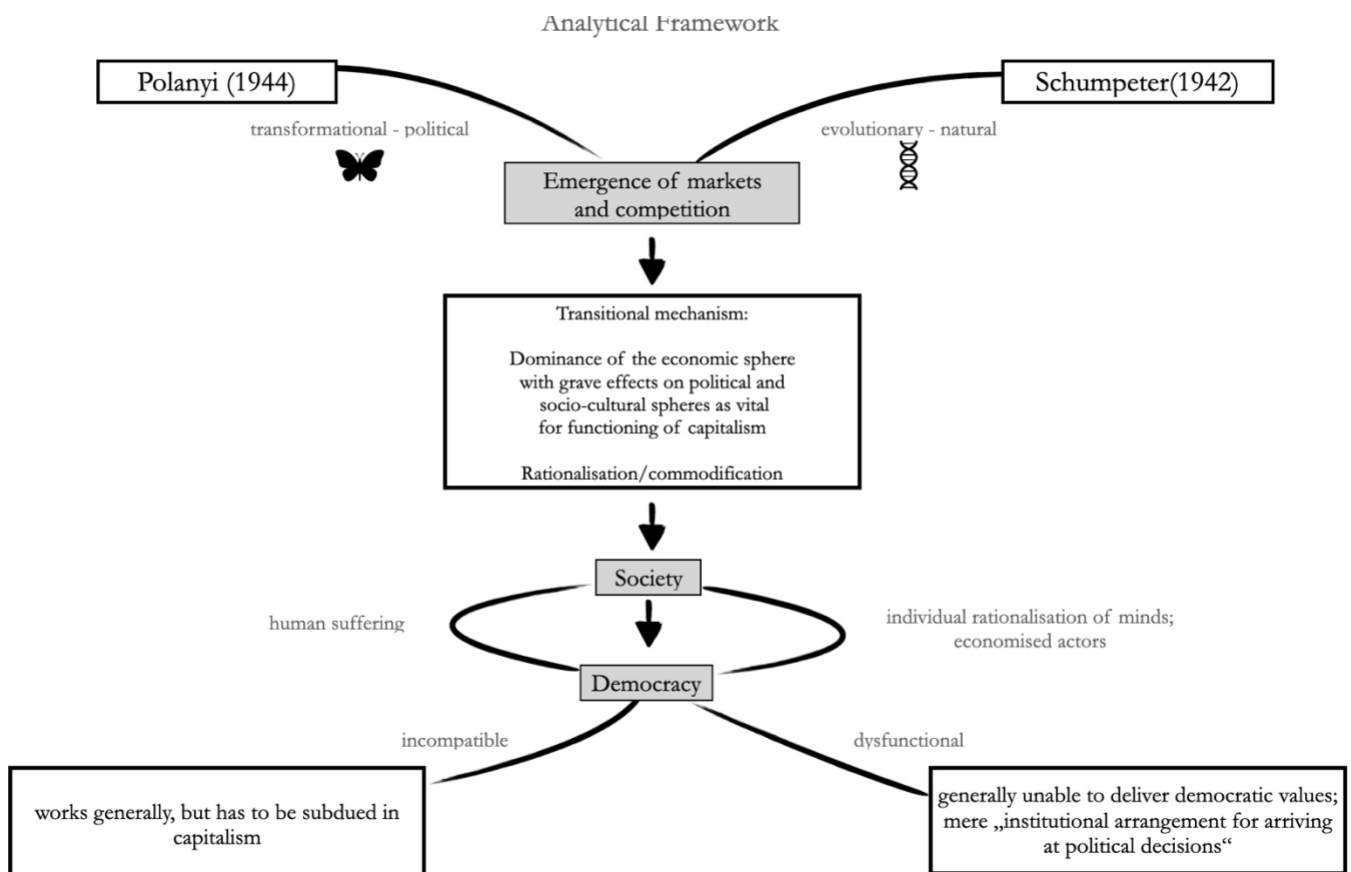 Analytical Framework
Polanyi (1944)
Schumpeter(1942)
transformational - political
evolutionary - natural
Emergence of markets
and competition
Transitional mechanism:
Dominance of the economic sphere
with grave effects on political and
socio-cultural spheres as vital
for functioning of capitalism
Rationalisation/commodification
Society
human suffering
individual rationalisation of minds;
economised actors
Democracy
incompatible
dysfunctional
works generally, but has to be subdued in
capitalism
generally unable to deliver democratic values;
mere „institutional arrangement for arriving
at political decisions“